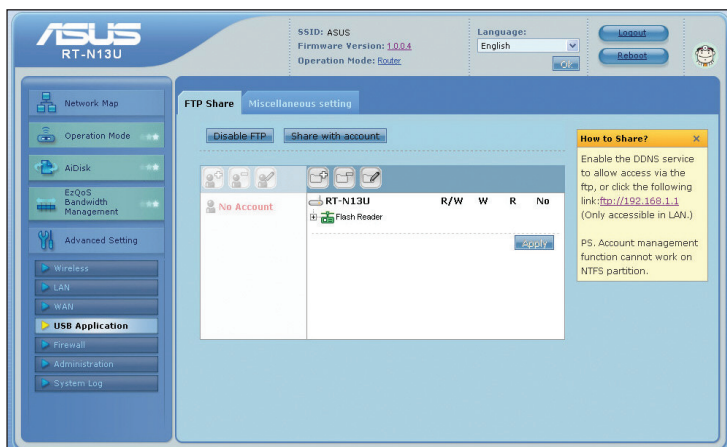 ASUS
RT-N13U
SSID: ASUS
Firmware Version: 1.0.0.4
Operation Mode: Router
Language:
English
Ok
Logout
Reboot
Network Map
Operation Mode
AiDisk
EzQoS
Bandwidth
Management
Advanced Setting
Wireless
LAN
WAN
USB Application
Firewall
Administration
System Log
FTP Share Miscellaneous setting
Disable FTP Share with account
No Account
RT-N13U R/W W R No
Flash Reader
Apply
How to Share? X
Enable the DDNS service
to allow access via the
ftp, or click the following
link:ftp://192.168.1.1
(Only accessible in LAN.)
PS. Account management
function cannot work on
NTFS partition.